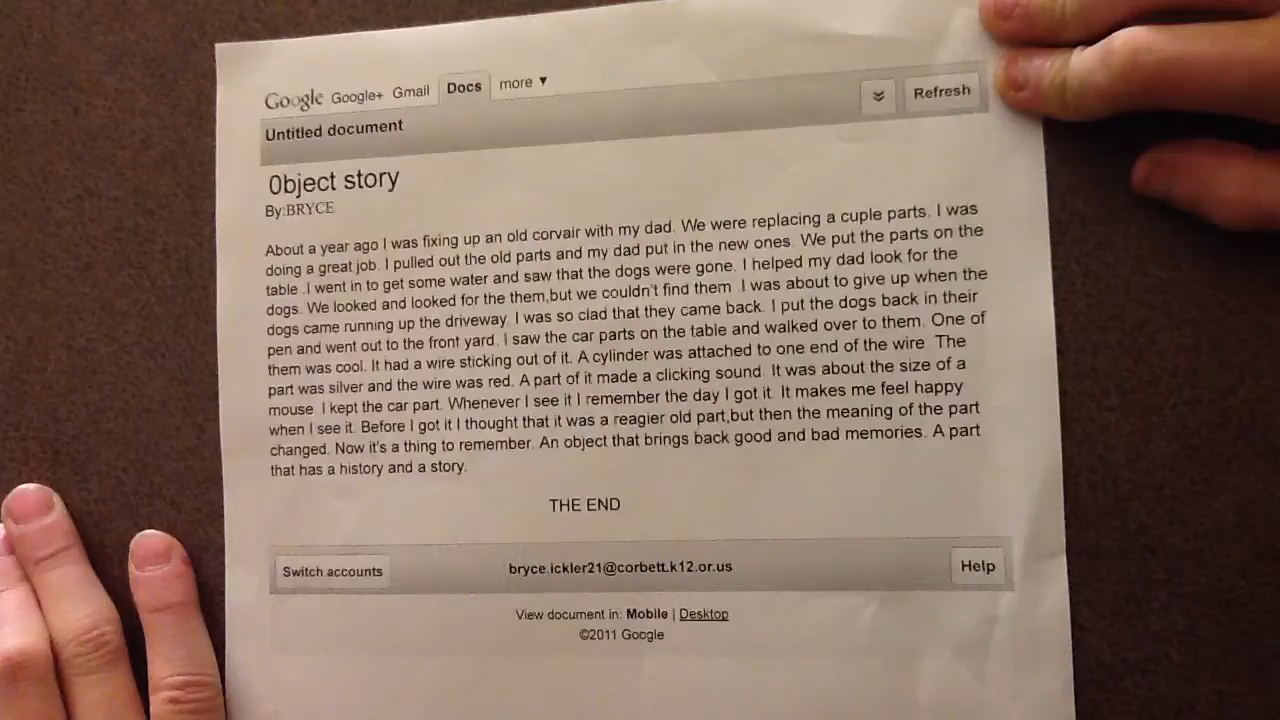 Google Google+ Gmail Docs more ▼
Untitled document Refresh
0bject story
By:BRYCE
About a year ago I was fixing up an old corvair with my dad. We were replacing a cuple parts. I was
doing a great job. I pulled out the old parts and my dad put in the new ones. We put the parts on the
table .I went in to get some water and saw that the dogs were gone. I helped my dad look for the
dogs. We looked and looked for the them,but we couldn't find them .I was about to give up when the
dogs came running up the driveway. I was so clad that they came back. I put the dogs back in their
pen and went out to the front yard. I saw the car parts on the table and walked over to them. One of
them was cool. It had a wire sticking out of it. A cylinder was attached to one end of the wire. The
part was silver and the wire was red. A part of it made a clicking sound. It was about the size of a
mouse. I kept the car part. Whenever I see it I remember the day I got it. It makes me feel happy
when I see it. Before I got it I thought that it was a reagier old part,but then the meaning of the part
changed. Now it's a thing to remember. An object that brings back good and bad memories. A part
that has a history and a story.
THE END
Switch accounts bryce.ickler21@corbett.k12.or.us Help
View document in: Mobile | Desktop
©2011 Google